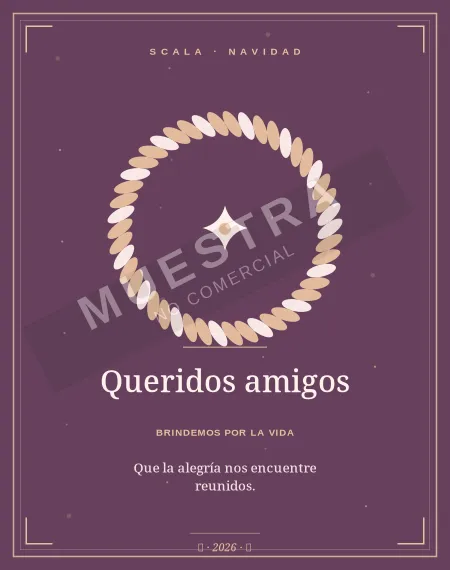 SCALA · NAVIDAD
MUESTRA
NO COMERCIAL
Queridos amigos
BRINDEMOS POR LA VIDA
Que la alegría nos encuentre
reunidos.
· 2026 ·